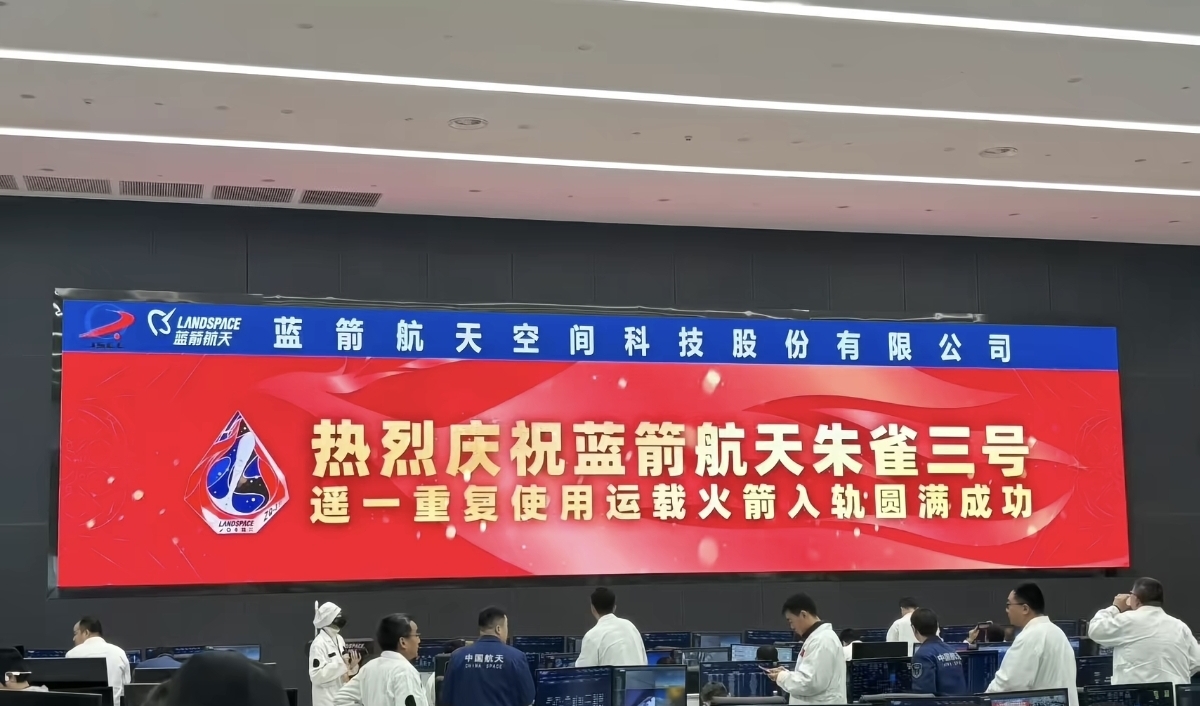 LANDSPACE
蓝箭航天
蓝箭航天空间科技股份有限公司
热烈庆祝蓝箭航天朱雀三号
遥一重复使用运载火箭入轨圆满成功
LANDSPACE
中国航天
CHINA SPACE
中国航天